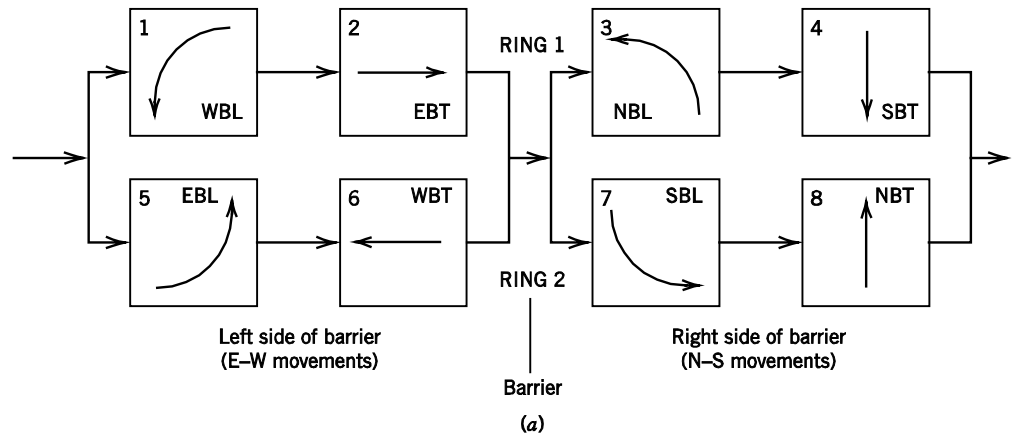 1
WBL
2
EBT
RING 1
3
NBL
4
SBT
5
EBL
6
WBT
RING 2
7
SBL
8
NBT
Left side of barrier
(E–W movements)
Right side of barrier
(N–S movements)
Barrier
(a)